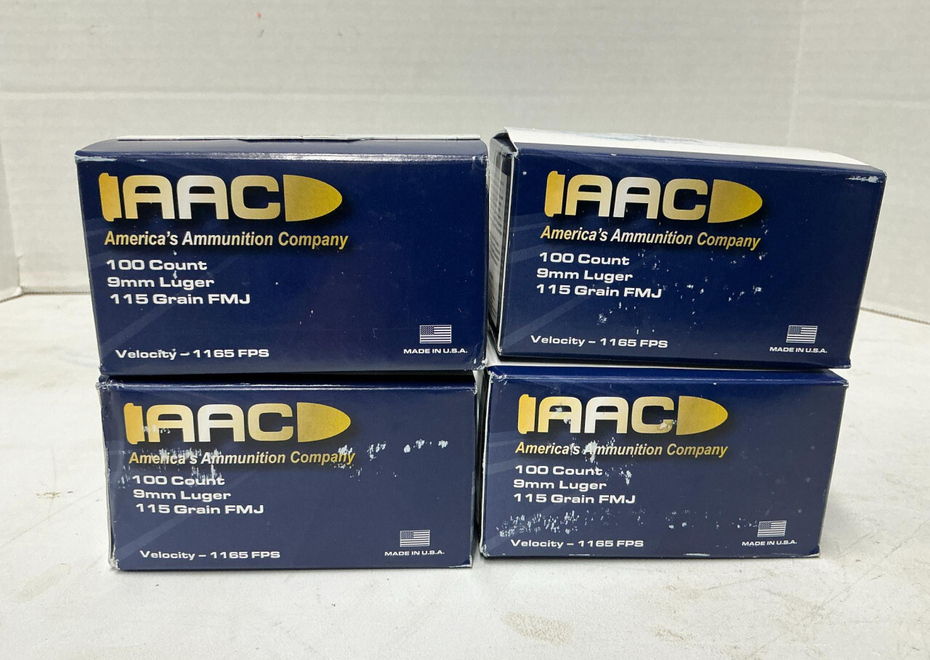 AAC
America's Ammunition Company
100 Count
9mm Luger
115 Grain FMJ
Velocity – 1165 FPS
MADE IN U.S.A.
AAC
America's Ammunition Company
100 Count
9mm Luger
115 Grain FMJ
Velocity – 1165 FPS
MADE IN U.S.A.
AAC
America's Ammunition Company
100 Count
9mm Luger
115 Grain FMJ
Velocity – 1165 FPS
MADE IN U.S.A.
AAC
America's Ammunition Company
100 Count
9mm Luger
115 Grain FMJ
Velocity – 1165 FPS
MADE IN U.S.A.